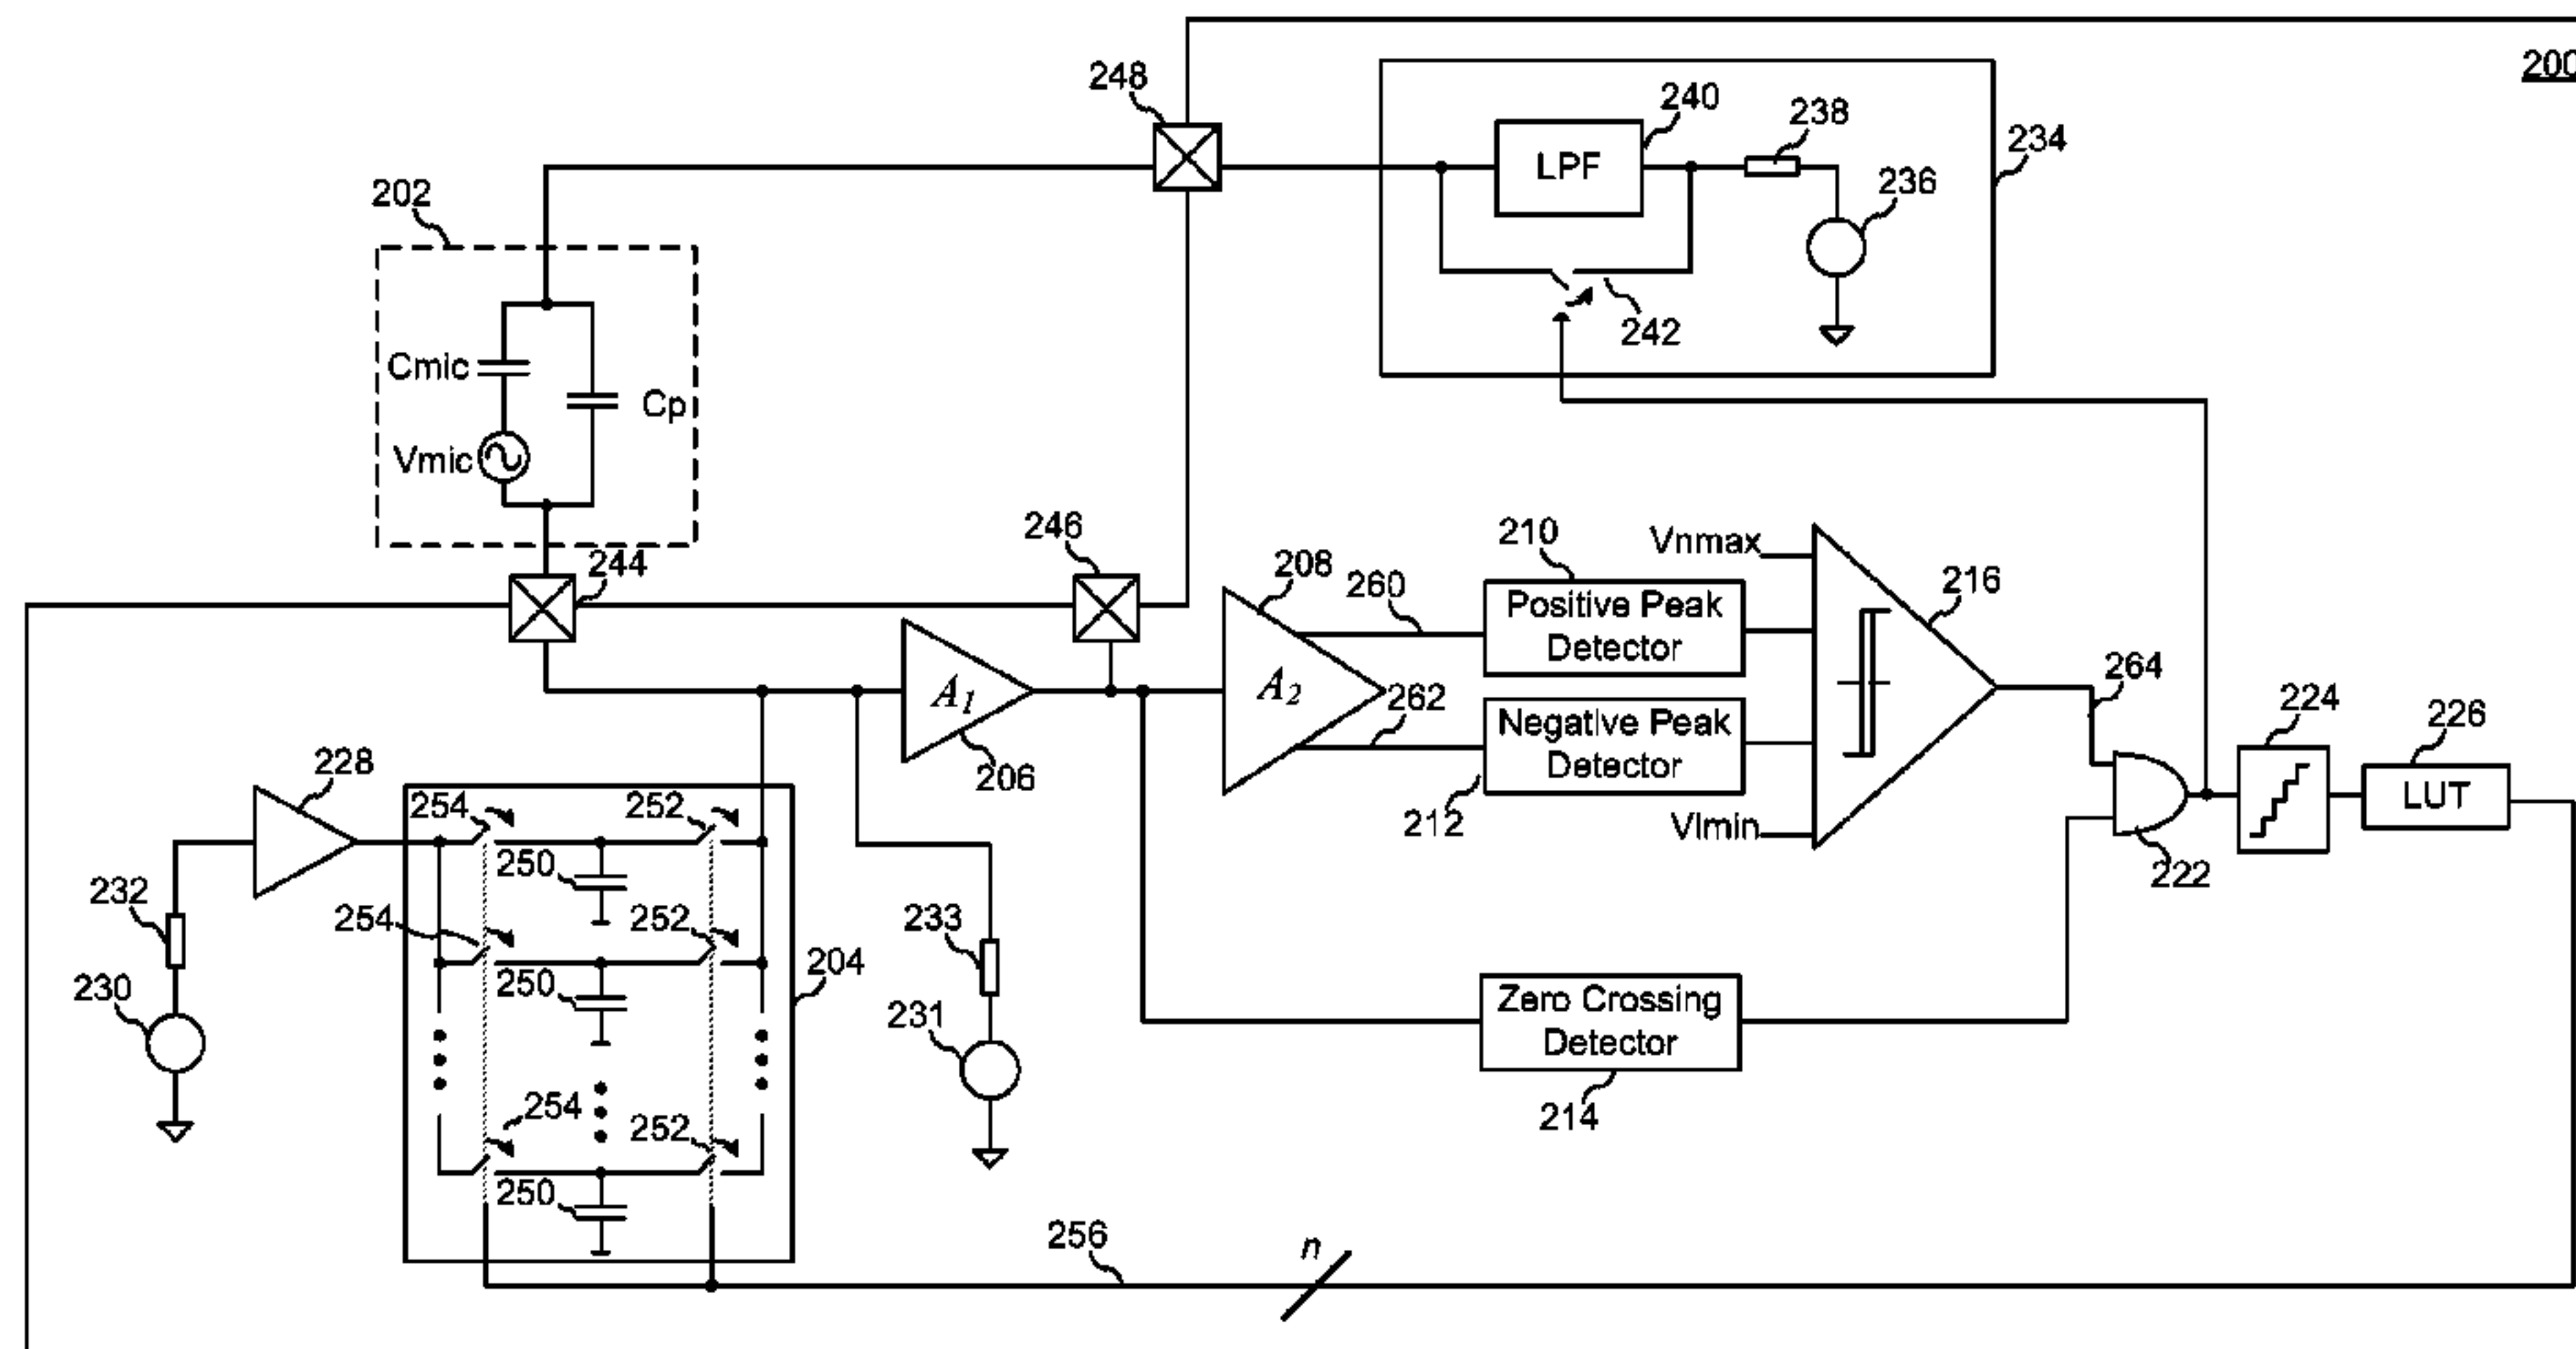 200
248
240
238
234
LPF
236
202
242
Cmic
Cp
Vmic
246
210
Vnmax
244
208
260
Positive Peak
Detector
216
A1
A2
262
Negative Peak
Detector
264
224
226
206
228
212
Vlmin
LUT
222
254
252
250
232
254
252
233
204
250
230
231
Zero Crossing
Detector
254
252
214
250
256
n